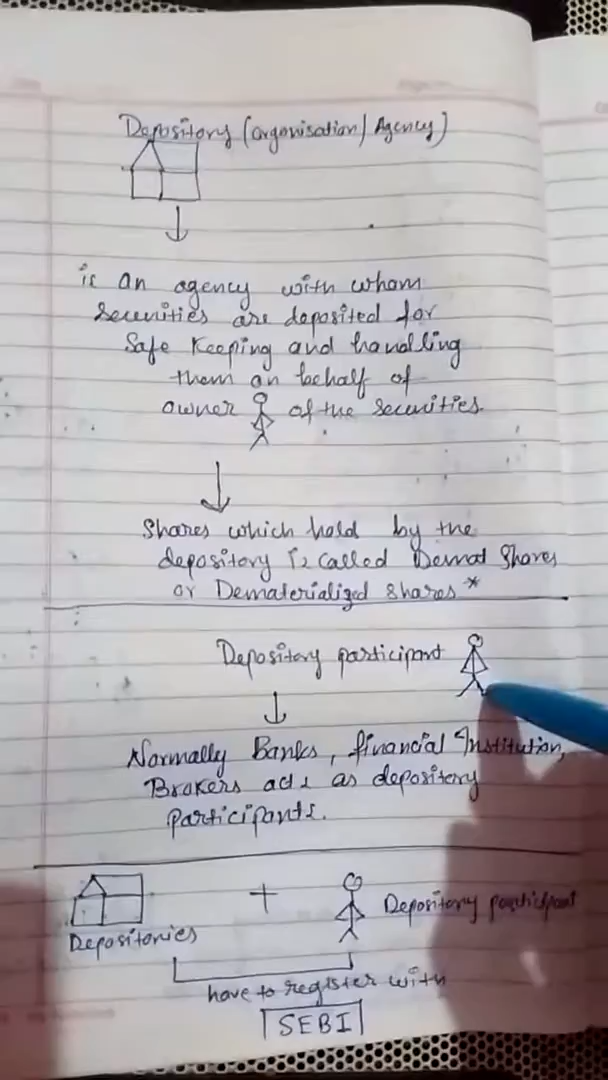 Depository (organisation/ Agency)
is an agency with whom
Securities are deposited for
Safe Keeping and handling
them on behalf of
owner of the securities.
Shares which hold by the
depository is called Demat Shares
or Dematerialized shares *
Depository participant
Normally Banks, financial Institution,
Brokers acts as depository
participants.
+ Depository participant
Depositories
have to register with
SEBI